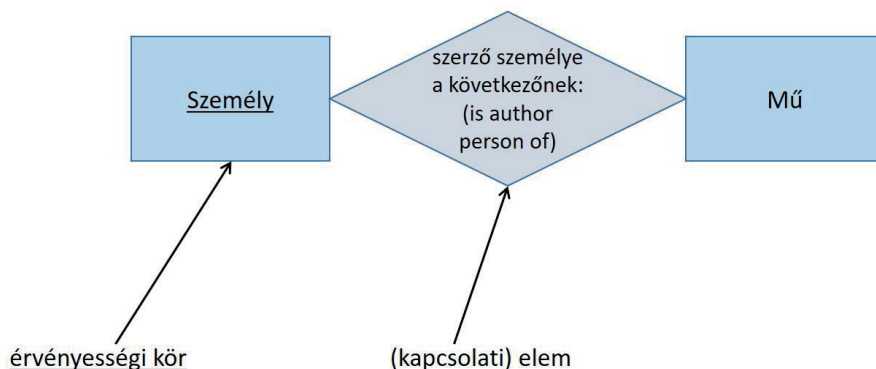 Személy
szerző személye
a következőnek:
(is author
person of)
Mű
érvényességi kör
(kapcsolati) elem